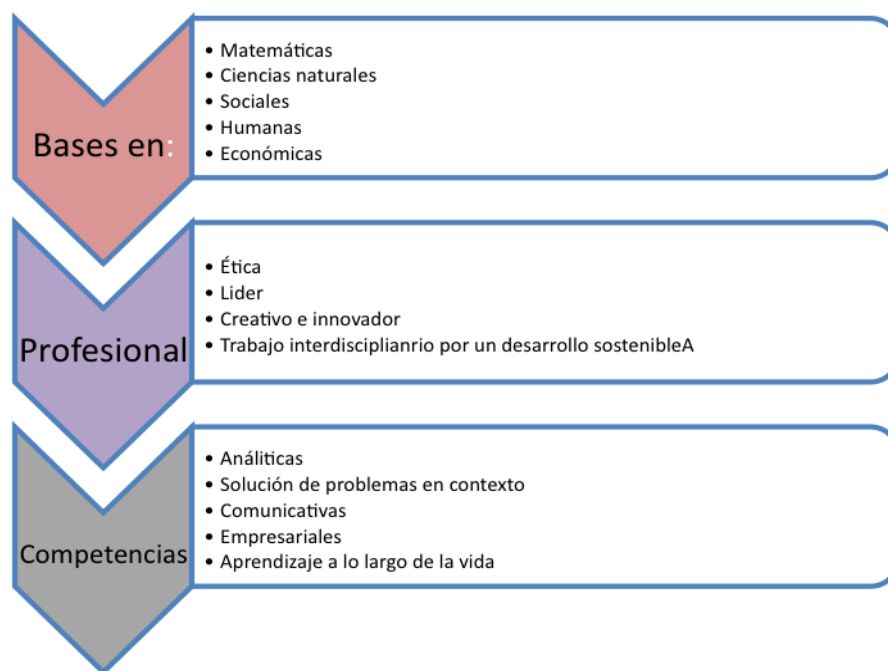 Bases en:
• Matemáticas
• Ciencias naturales
• Sociales
• Humanas
• Económicas
Profesional
• Ética
• Lider
• Creativo e innovador
• Trabajo interdisciplianrio por un desarrollo sostenibleA
Competencias
• Análiticas
• Solución de problemas en contexto
• Comunicativas
• Empresariales
• Aprendizaje a lo largo de la vida